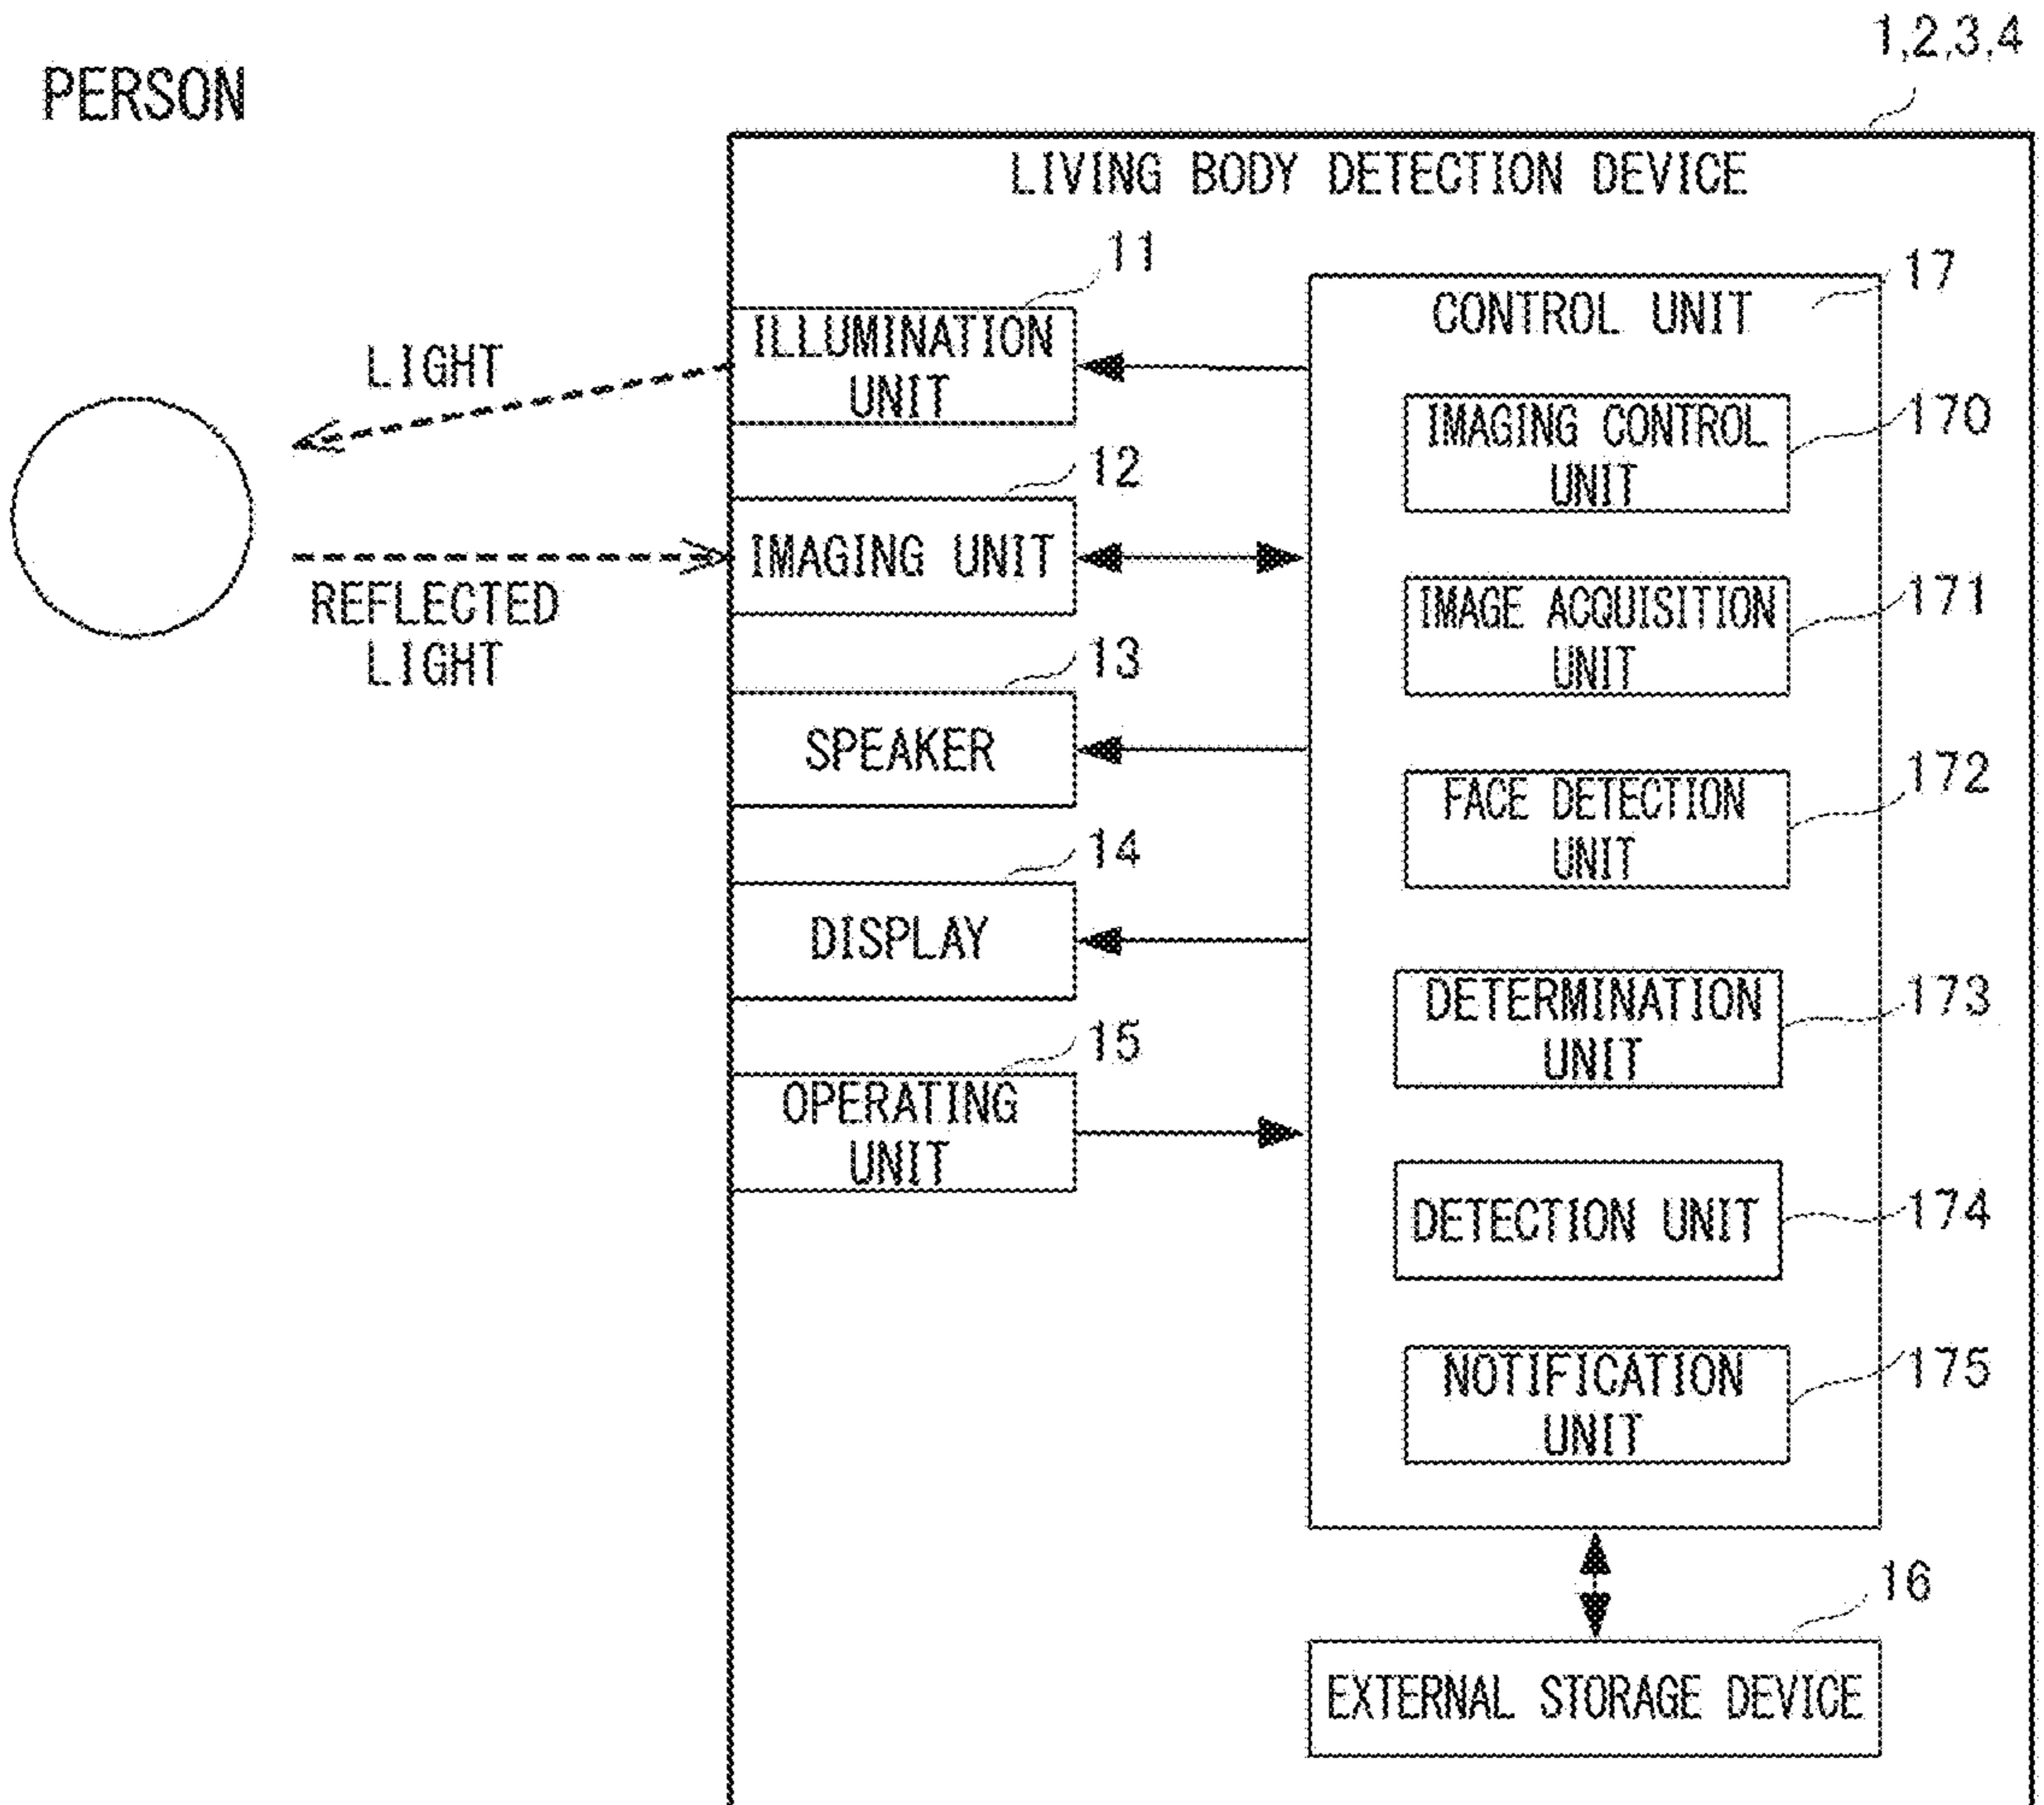 1,2,3,4
PERSON
LIVING BODY DETECTION DEVICE
11
ILLUMINATION
UNIT
LIGHT
12
IMAGING UNIT
REFLECTED
LIGHT
13
SPEAKER
14
DISPLAY
15
OPERATING
UNIT
17
CONTROL UNIT
IMAGING CONTROL
UNIT
170
IMAGE ACQUISITION
UNIT
171
FACE DETECTION
UNIT
172
DETERMINATION
UNIT
173
DETECTION UNIT
174
NOTIFICATION
UNIT
175
16
EXTERNAL STORAGE DEVICE